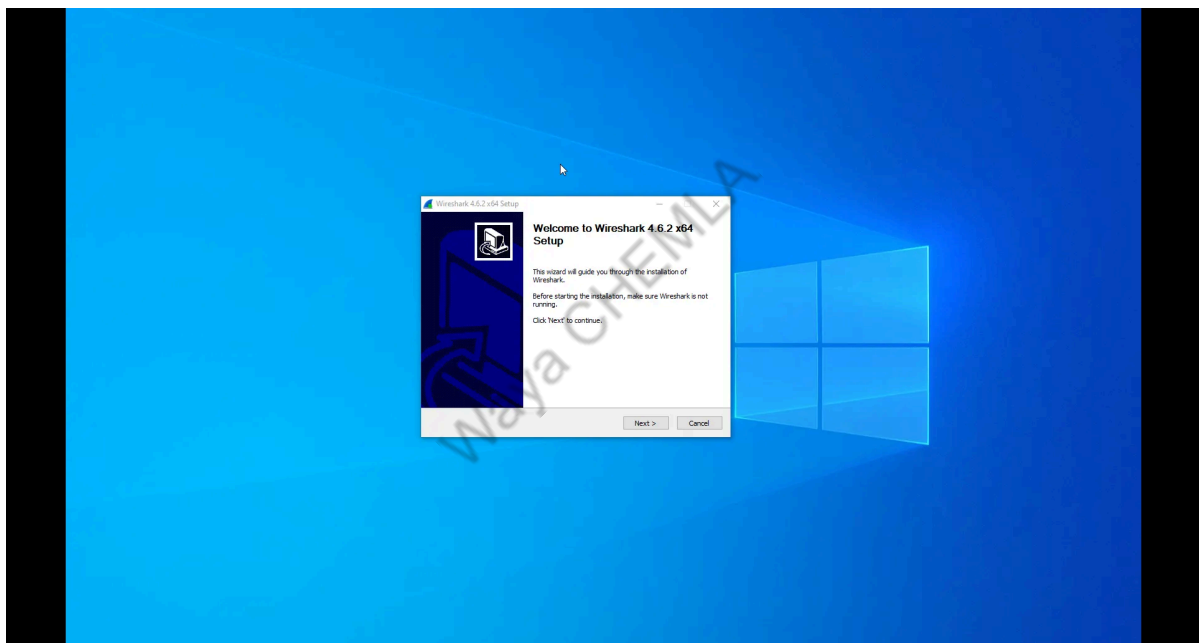 Wireshark 4.6.2 x64 Setup
Welcome to Wireshark 4.6.2 x64
Setup
This wizard will guide you through the installation of
Wireshark.
Before starting the installation, make sure Wireshark is not
running.
Click 'Next' to continue.
Next >
Cancel
Waya CHEMLA